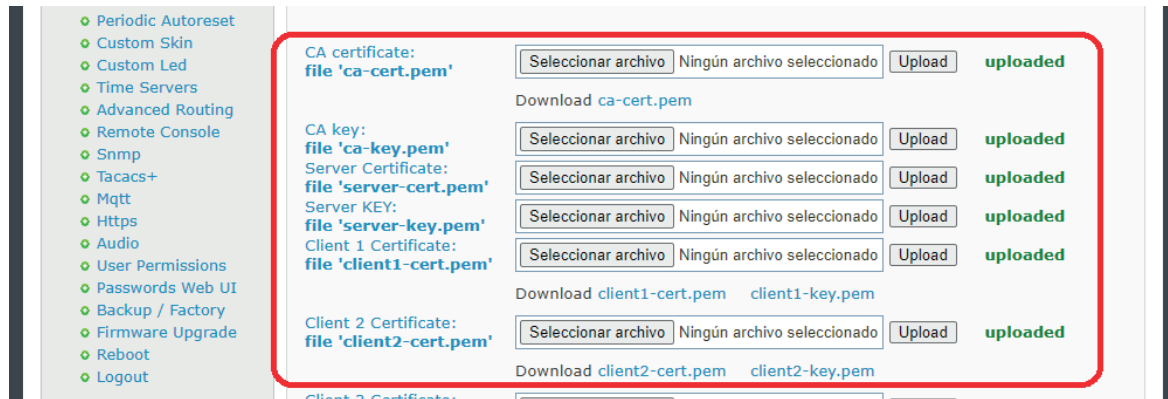 Periodic Autoreset
Custom Skin
Custom Led
Time Servers
Advanced Routing
Remote Console
Snmp
Tacacs+
Mqtt
Https
Audio
User Permissions
Passwords Web UI
Backup / Factory
Firmware Upgrade
Reboot
Logout
CA certificate:
file 'ca-cert.pem'
Seleccionar archivo Ningún archivo seleccionado Upload uploaded
Download ca-cert.pem
CA key:
file 'ca-key.pem'
Seleccionar archivo Ningún archivo seleccionado Upload uploaded
Server Certificate:
file 'server-cert.pem'
Seleccionar archivo Ningún archivo seleccionado Upload uploaded
Server KEY:
file 'server-key.pem'
Seleccionar archivo Ningún archivo seleccionado Upload uploaded
Client 1 Certificate:
file 'client1-cert.pem'
Seleccionar archivo Ningún archivo seleccionado Upload uploaded
Download client1-cert.pem client1-key.pem
Client 2 Certificate:
file 'client2-cert.pem'
Seleccionar archivo Ningún archivo seleccionado Upload uploaded
Download client2-cert.pem client2-key.pem